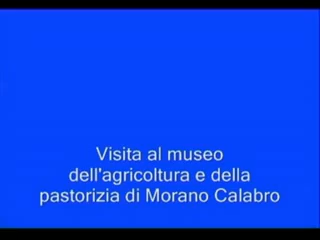 Visita al museo
dell'agricoltura e della
pastorizia di Morano Calabro